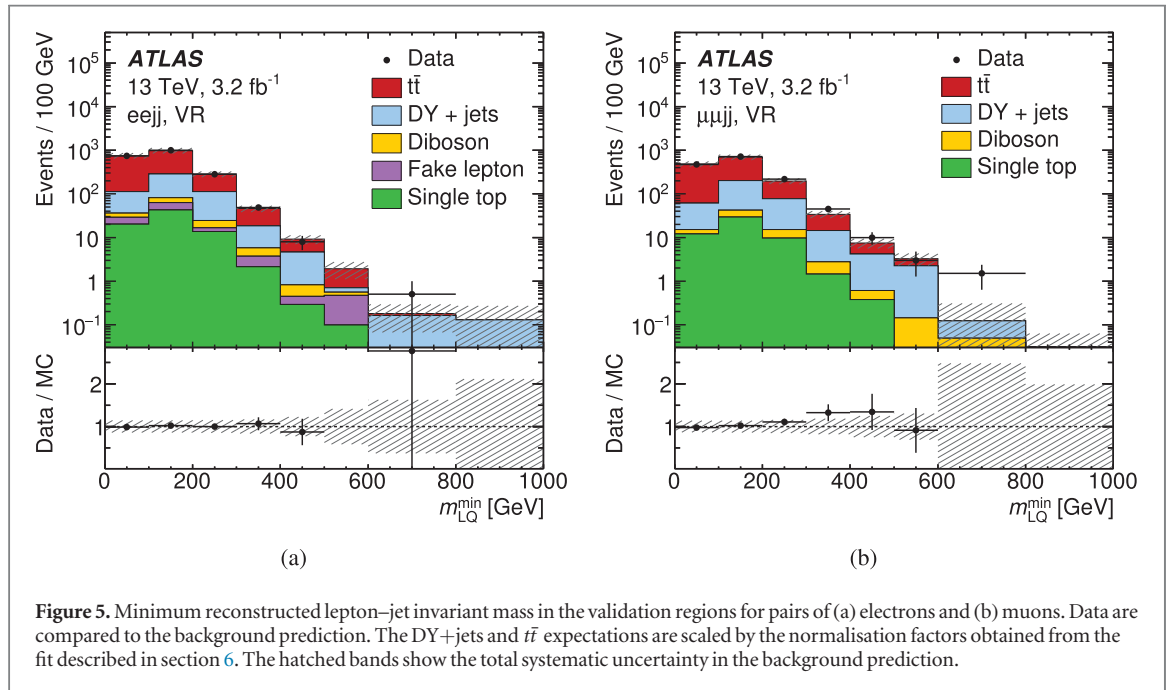 ATLAS
13 TeV, 3.2 fb⁻¹
eejj, VR
Data
tt̄
DY + jets
Diboson
Fake lepton
Single top
Events / 100 GeV
10⁵
10⁴
10³
10²
10
1
10⁻¹
Data / MC
2
1
0 200 400 600 800 1000
m_LQ^min [GeV]
(a)
ATLAS
13 TeV, 3.2 fb⁻¹
μμjj, VR
Data
tt̄
DY + jets
Diboson
Single top
Events / 100 GeV
10⁵
10⁴
10³
10²
10
1
10⁻¹
Data / MC
2
1
0 200 400 600 800 1000
m_LQ^min [GeV]
(b)
Figure 5. Minimum reconstructed lepton–jet invariant mass in the validation regions for pairs of (a) electrons and (b) muons. Data are
compared to the background prediction. The DY+jets and tt̄ expectations are scaled by the normalisation factors obtained from the
fit described in section 6. The hatched bands show the total systematic uncertainty in the background prediction.